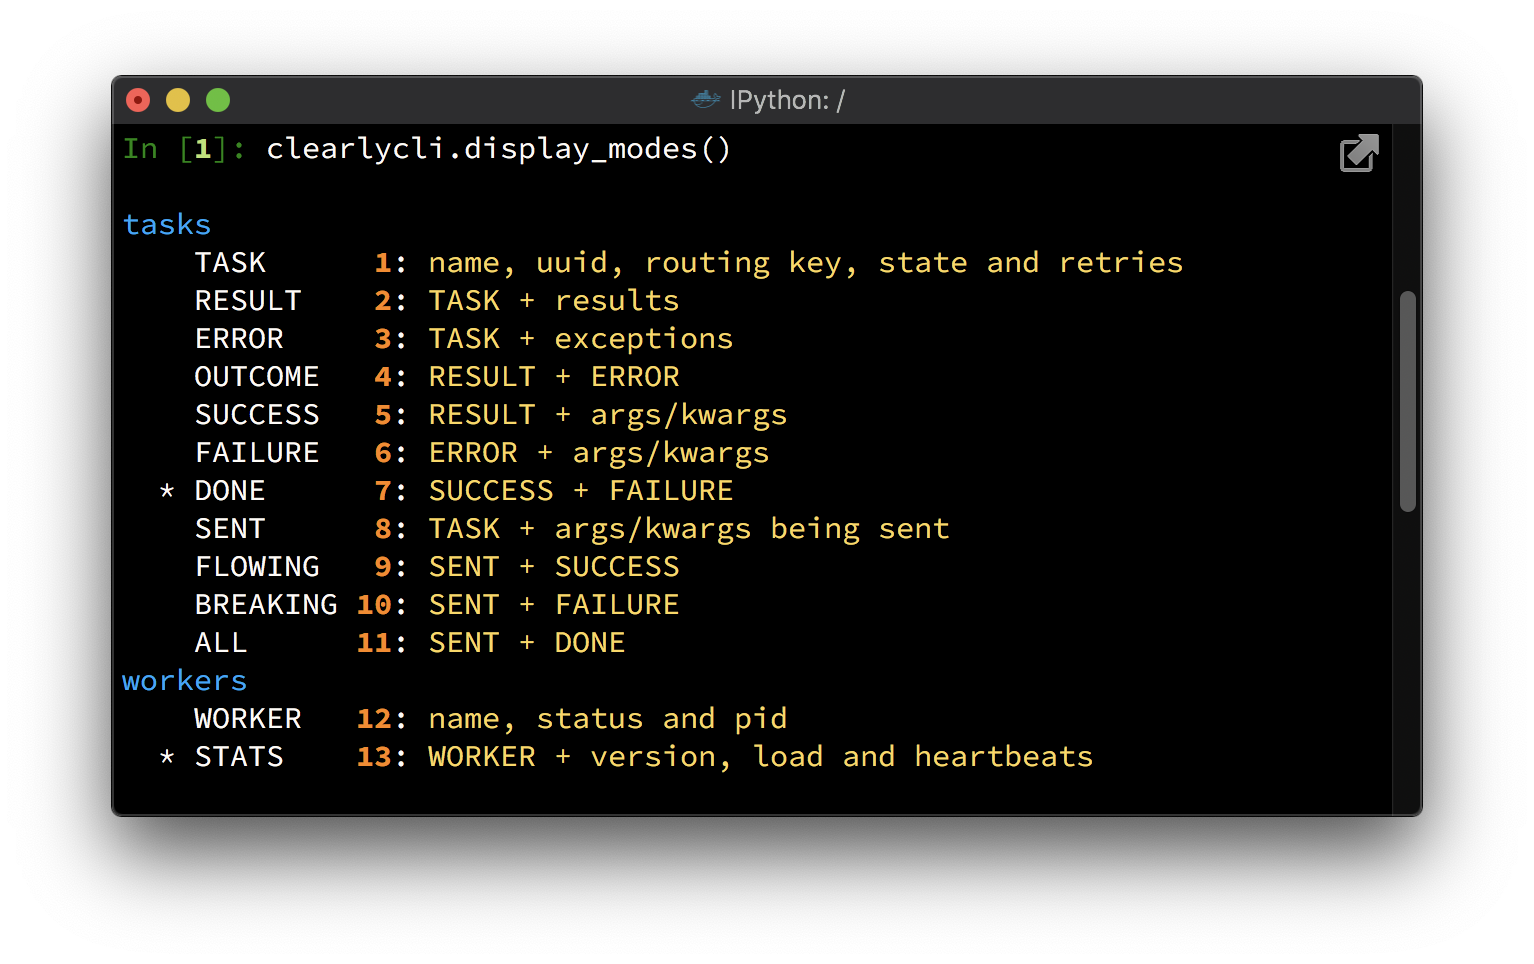 IPython: /
In [1]: clearlycli.display_modes()
tasks
TASK 1: name, uuid, routing key, state and retries
RESULT 2: TASK + results
ERROR 3: TASK + exceptions
OUTCOME 4: RESULT + ERROR
SUCCESS 5: RESULT + args/kwargs
FAILURE 6: ERROR + args/kwargs
* DONE 7: SUCCESS + FAILURE
SENT 8: TASK + args/kwargs being sent
FLOWING 9: SENT + SUCCESS
BREAKING 10: SENT + FAILURE
ALL 11: SENT + DONE
workers
WORKER 12: name, status and pid
* STATS 13: WORKER + version, load and heartbeats